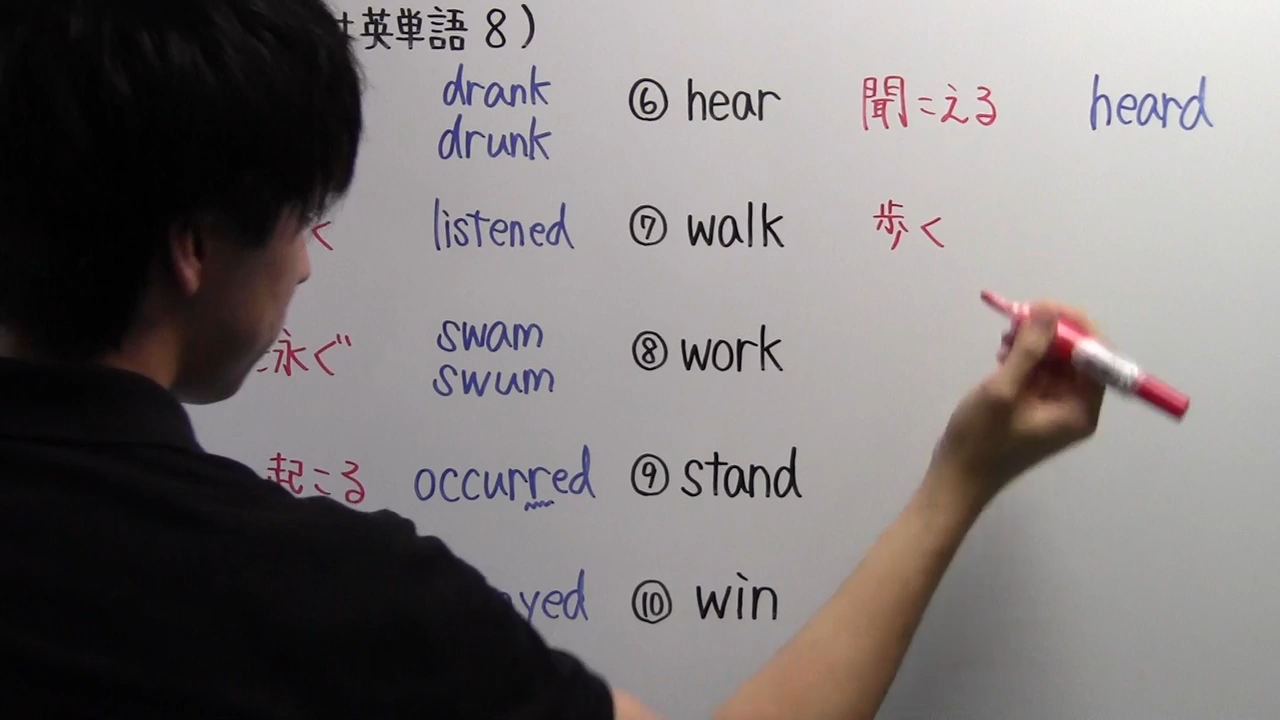 英単語 8)
drank
drunk
く
listened
swam
swum
泳ぐ
起こる
occurred
yed
⑥ hear 聞こえる heard
⑦ walk 歩く
⑧ work
⑨ stand
⑩ win